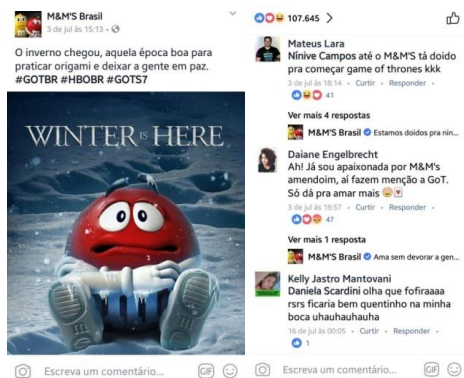 M&M'S Brasil
3 de jul às 15:13 •
O inverno chegou, aquela época boa para
praticar origami e deixar a gente em paz.
#GOTBR #HBOBR #GOTS7
WINTER IS HERE
Escreva um comentário...
GIF
107.645
Mateus Lara
Nínive Campos até o M&M'S tá doido
pra começar game of thrones kkk
3 de jul às 18:14 • Curtir • Responder •
41
Ver mais 4 respostas
M&M'S Brasil Estamos doidos pra nin...
Daiane Engelbrecht
Ah! Já sou apaixonada por M&M's
amendoim, aí fazem menção a GoT.
Só dá pra amar mais
3 de jul às 19:57 • Curtir • Responder •
47
Ver mais 1 resposta
M&M'S Brasil Ama sem devorar a gen...
Kelly Jastro Mantovani
Daniela Scardini olha que fofiraaaa
rsrs ficaria bem quentinho na minha
boca uhauhauhauha
16 de jul às 00:05 • Curtir • Responder •
1
Escreva um comentário...
GIF